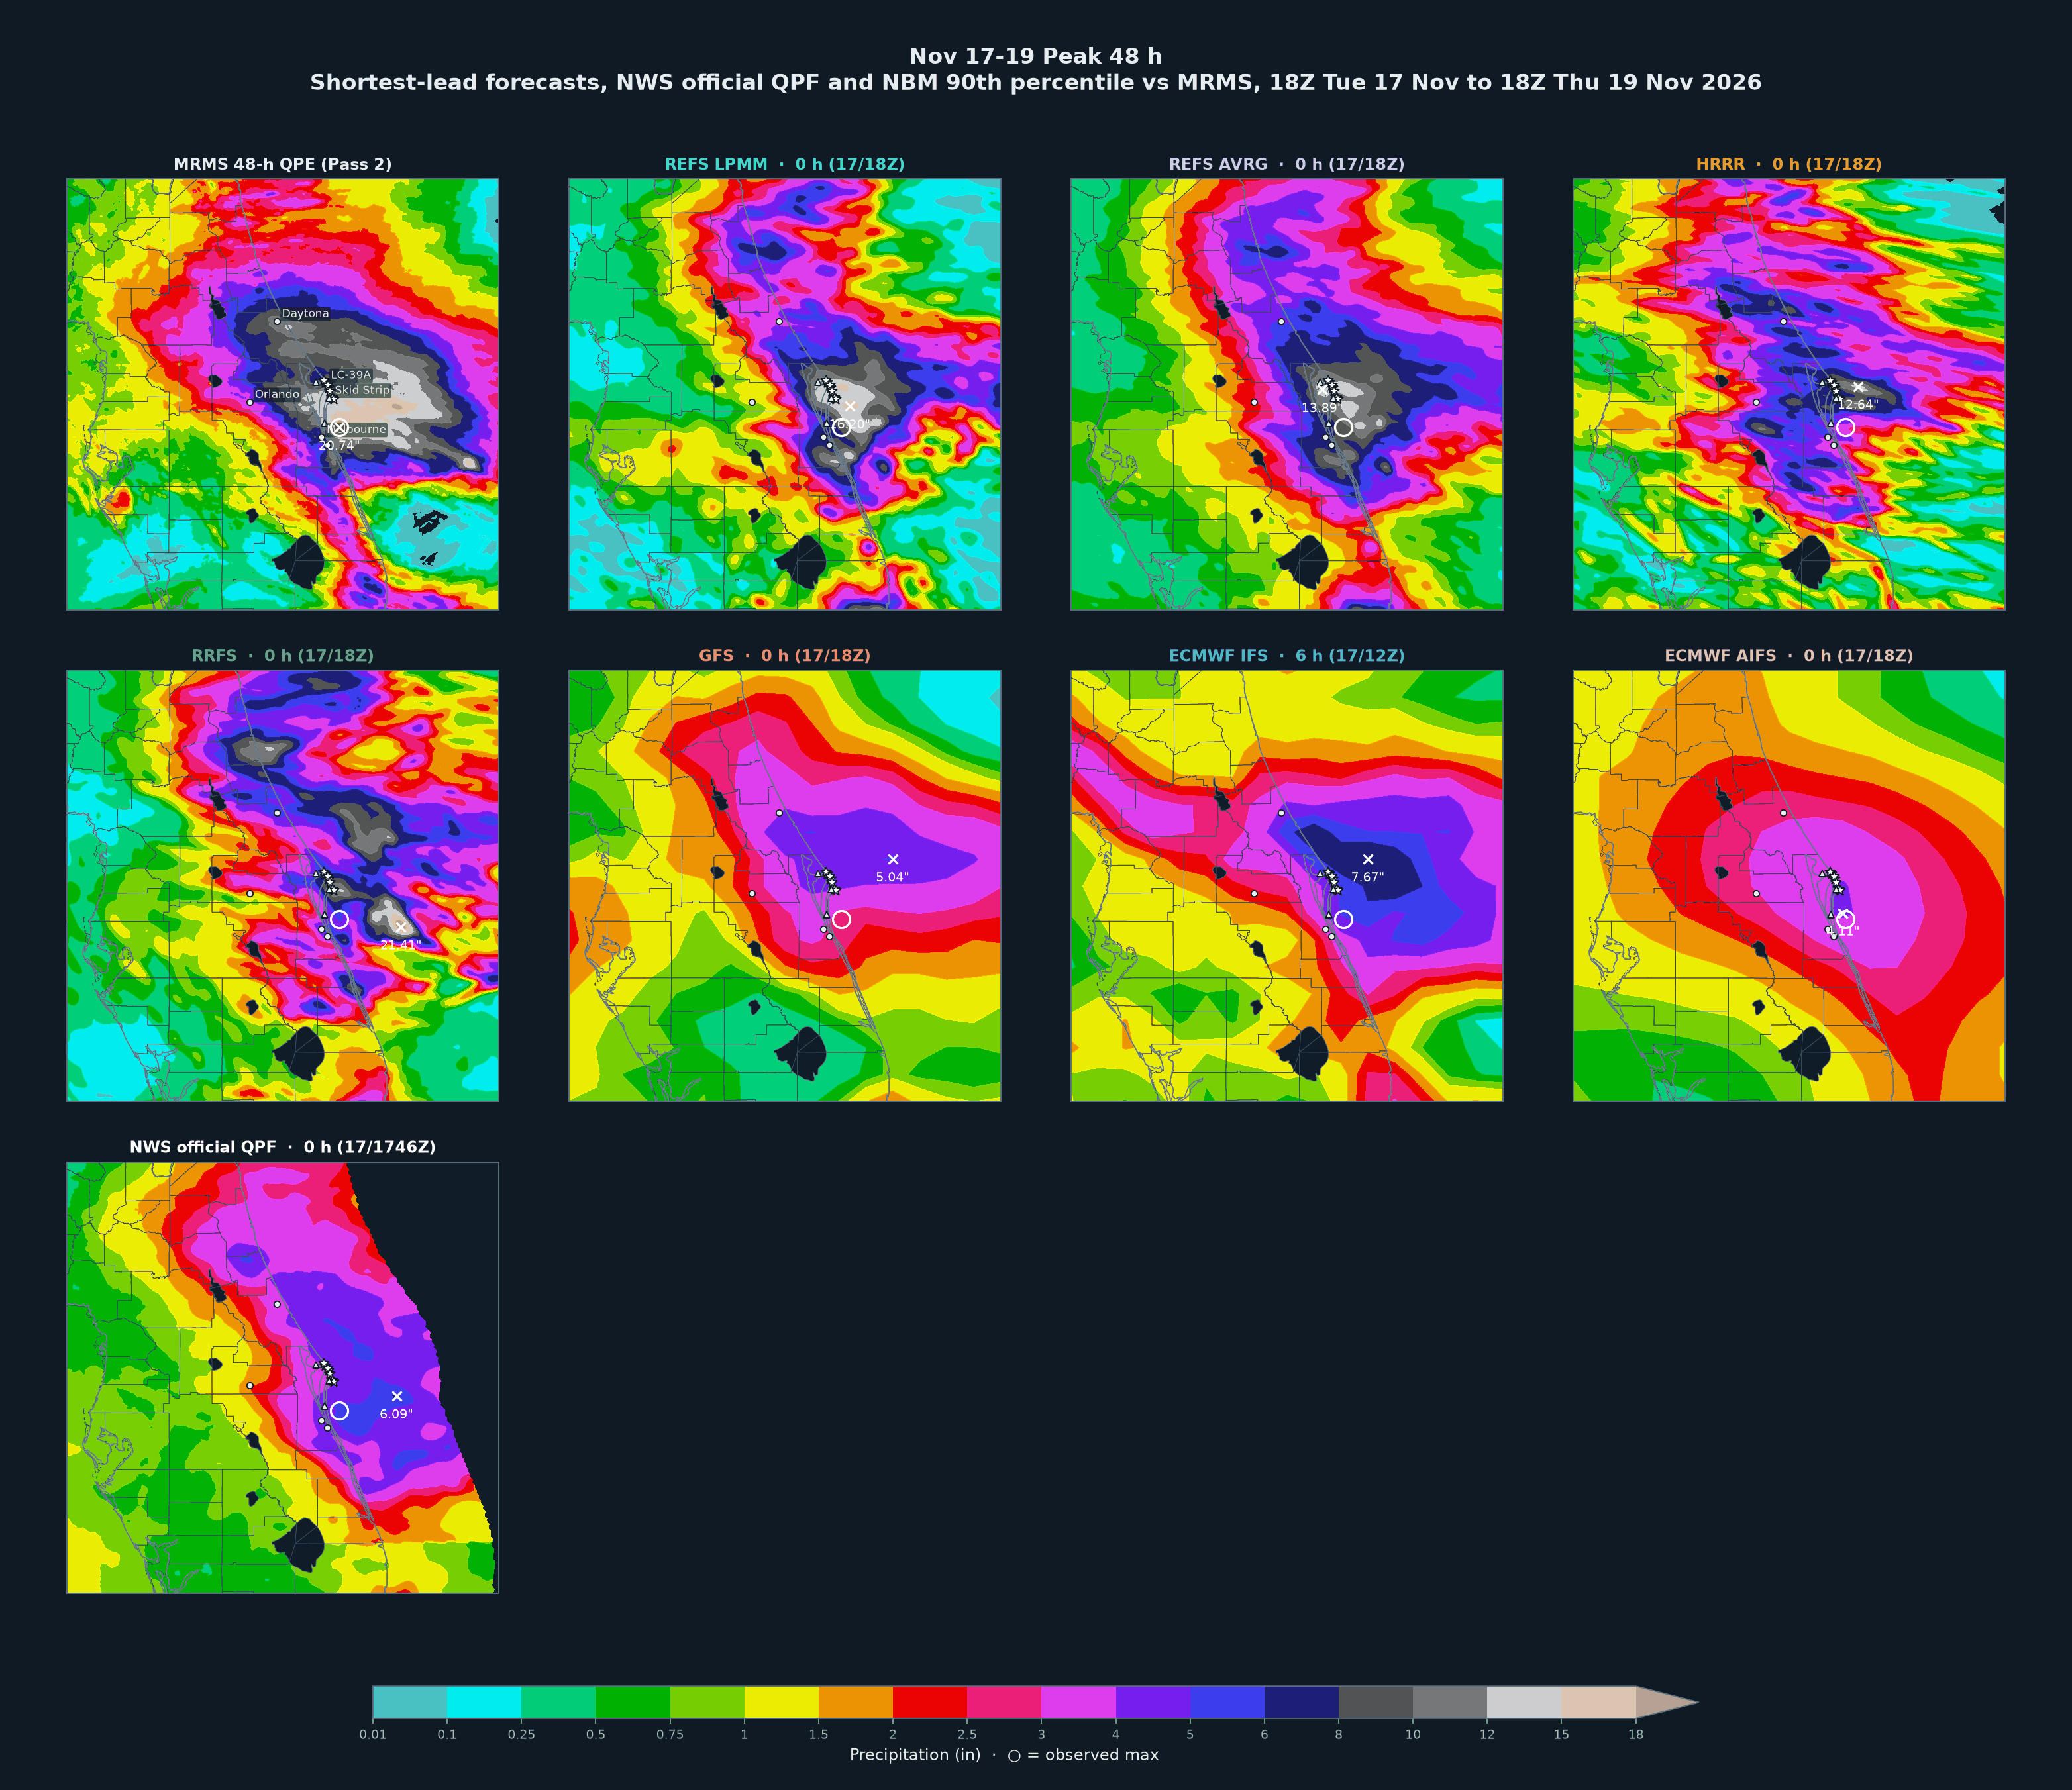 Nov 17-19 Peak 48 h
Shortest-lead forecasts, NWS official QPF and NBM 90th percentile vs MRMS, 18Z Tue 17 Nov to 18Z Thu 19 Nov 2026
MRMS 48-h QPE (Pass 2)
Daytona
LC-39A
Skid Strip
Orlando
20.74"
REFS LPMM · 0 h (17/18Z)
16.20"
REFS AVRG · 0 h (17/18Z)
13.89"
HRRR · 0 h (17/18Z)
12.64"
RRFS · 0 h (17/18Z)
21.41"
GFS · 0 h (17/18Z)
5.04"
ECMWF IFS · 6 h (17/12Z)
7.67"
ECMWF AIFS · 0 h (17/18Z)
NWS official QPF · 0 h (17/1746Z)
6.09"
0.01 0.1 0.25 0.5 0.75 1 1.5 2 2.5 3 4 5 6 8 10 12 15 18
Precipitation (in) · ○ = observed max